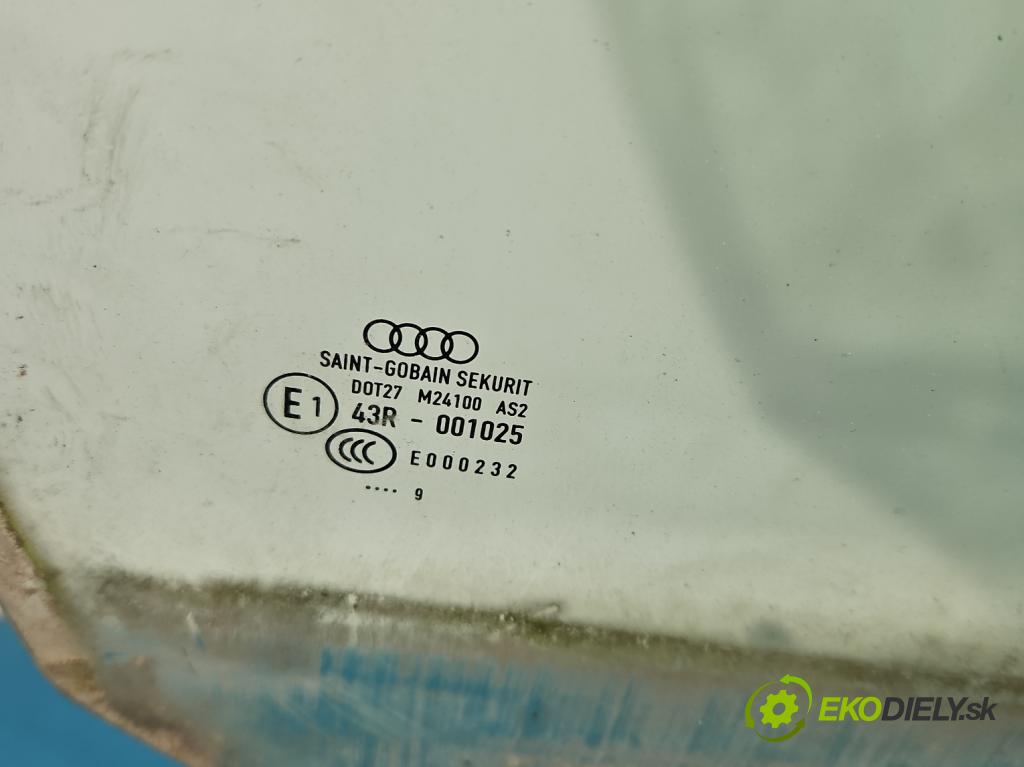 SAINT-GOBAIN SEKURIT
DOT27 M24100 AS2
E1 43R - 001025
CCC E000232
.... 9
EKODIELY.sk